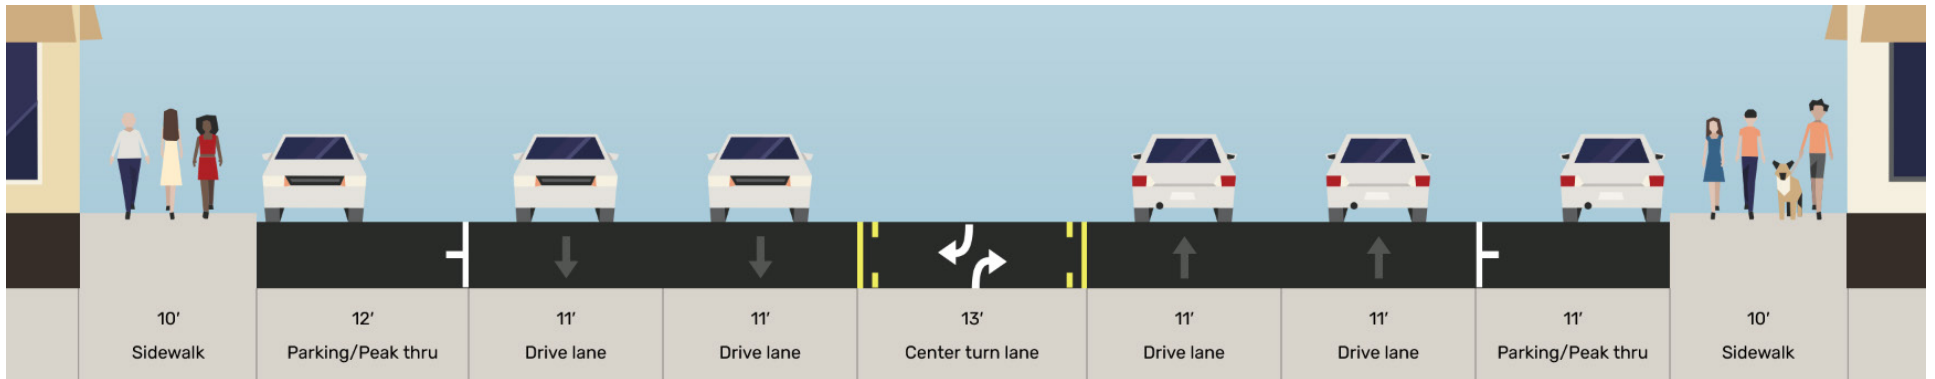 10′
Sidewalk
12′
Parking/Peak thru
11′
Drive lane
11′
Drive lane
13′
Center turn lane
11′
Drive lane
11′
Drive lane
11′
Parking/Peak thru
10′
Sidewalk